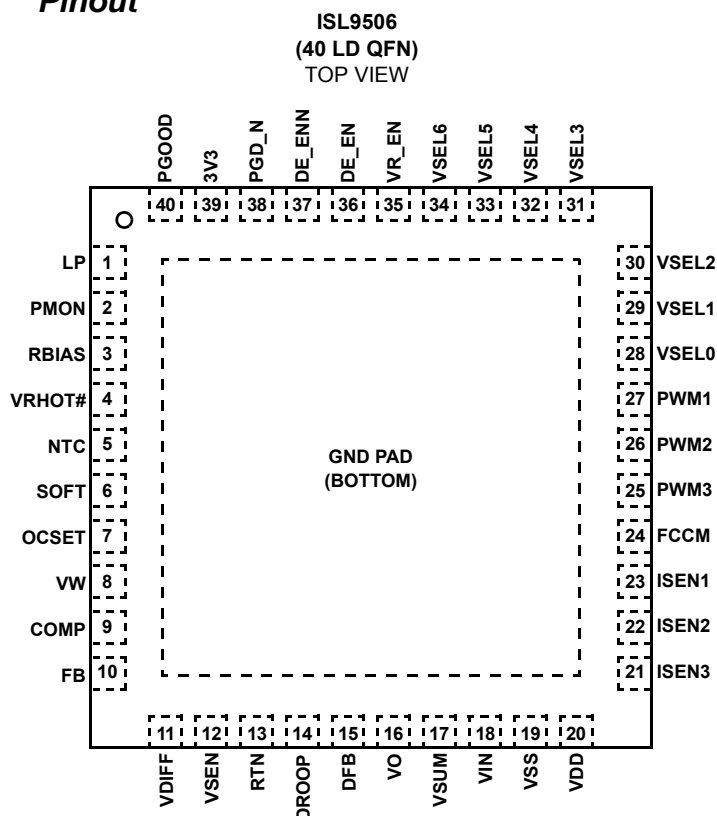 Pinout
ISL9506
(40 LD QFN)
TOP VIEW
PGOOD
3V3
PGD_N
DE_ENN
DE_EN
VR_EN
VSEL6
VSEL5
VSEL4
VSEL3
40 39 38 37 36 35 34 33 32 31
LP 1
PMON 2
RBIAS 3
VRHOT# 4
NTC 5
SOFT 6
OCSET 7
VW 8
COMP 9
FB 10
GND PAD
(BOTTOM)
30 VSEL2
29 VSEL1
28 VSEL0
27 PWM1
26 PWM2
25 PWM3
24 FCCM
23 ISEN1
22 ISEN2
21 ISEN3
11 12 13 14 15 16 17 18 19 20
VDIFF
VSEN
RTN
DROOP
DFB
VO
VSUM
VIN
VSS
VDD